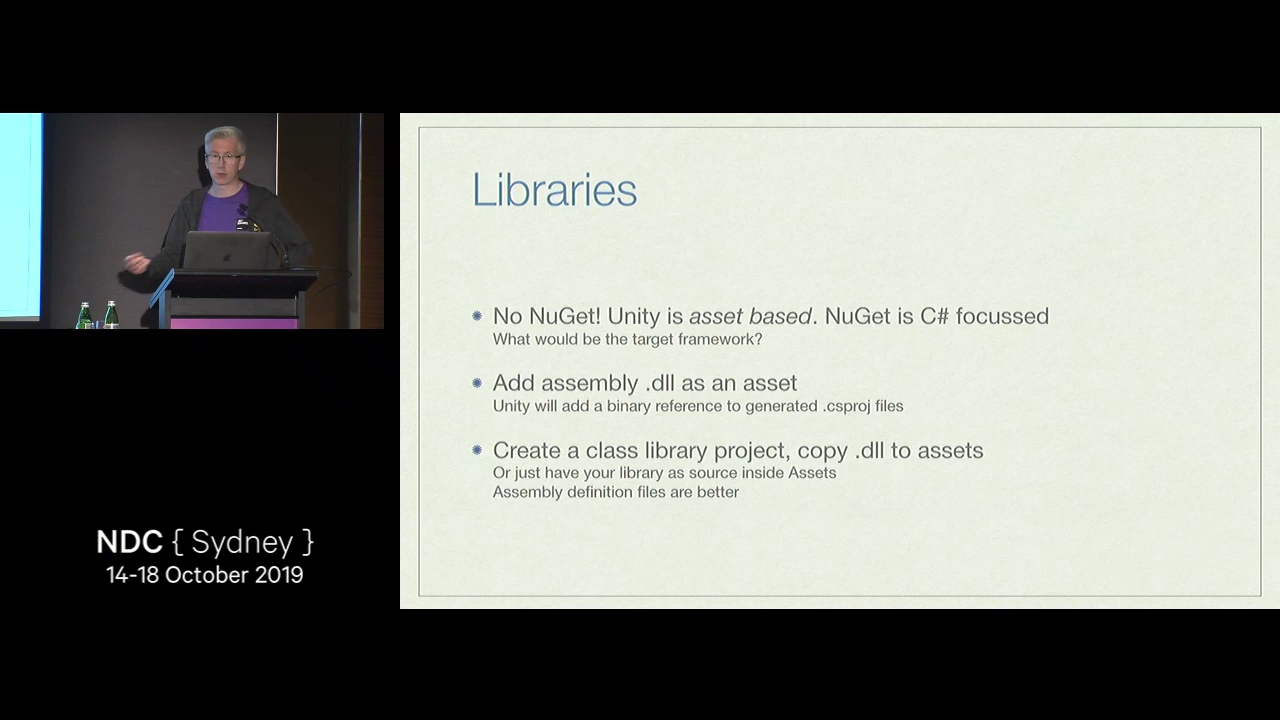 Libraries
No NuGet! Unity is asset based. NuGet is C# focussed
What would be the target framework?
Add assembly .dll as an asset
Unity will add a binary reference to generated .csproj files
Create a class library project, copy .dll to assets
Or just have your library as source inside Assets
Assembly definition files are better
NDC { Sydney }
14-18 October 2019